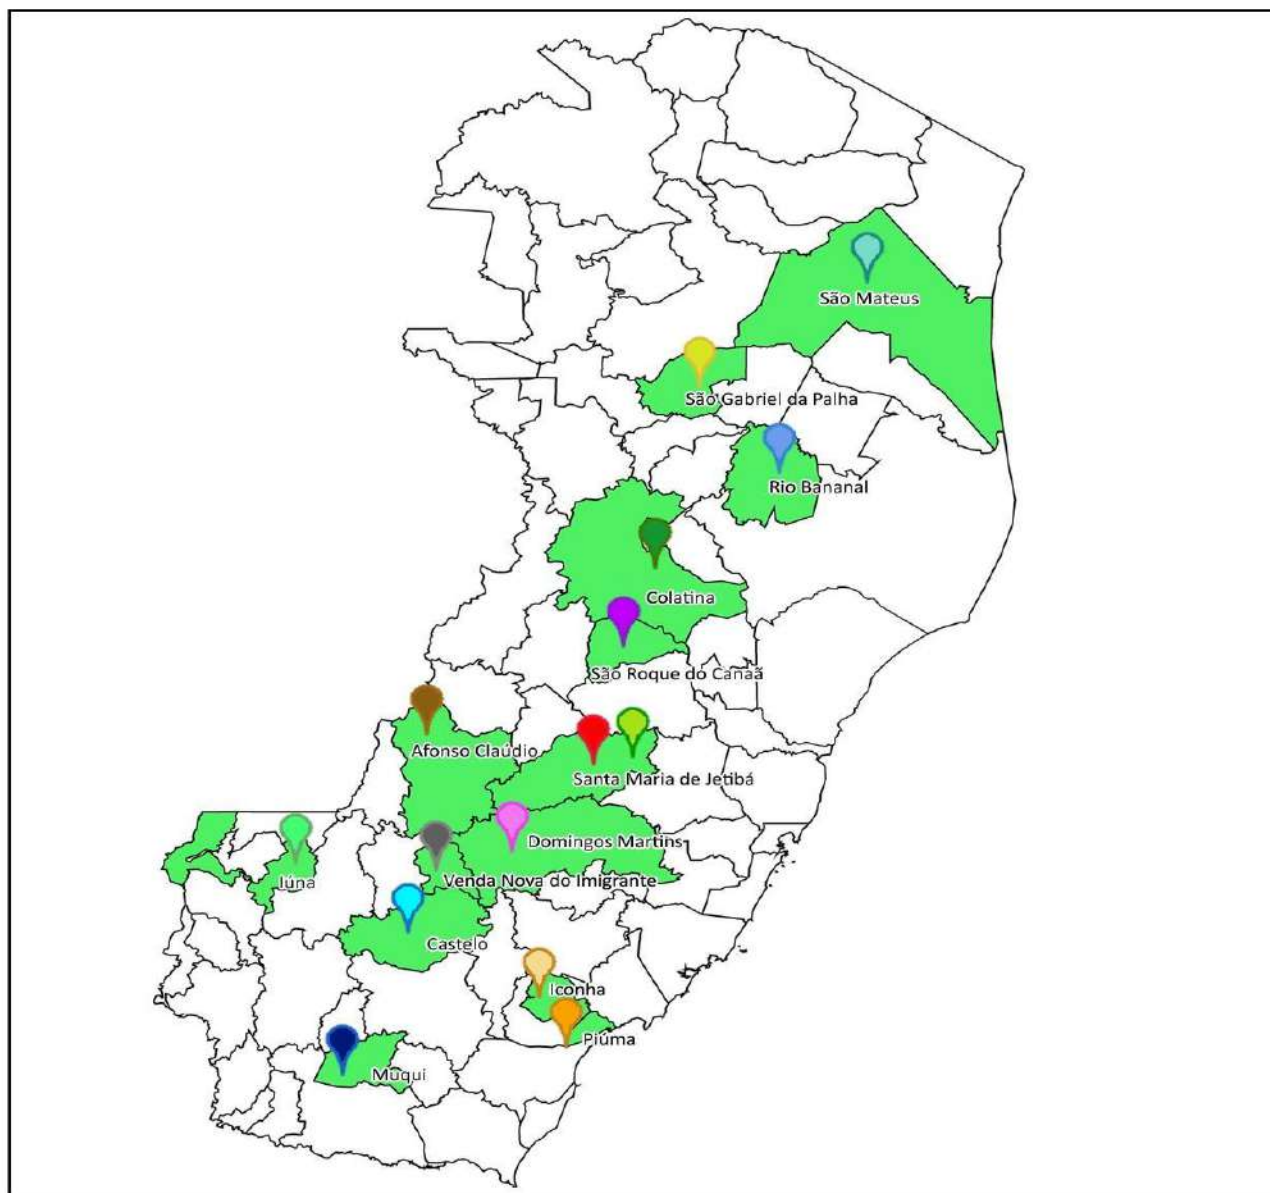 São Mateus
São Gabriel da Palha
Rio Bananal
Colatina
São Roque do Canaã
Afonso Claúdio
Santa Maria de Jetibá
Domingos Martins
Venda Nova do Imigrante
Iúna
Castelo
Iconha
Piúma
Muqui